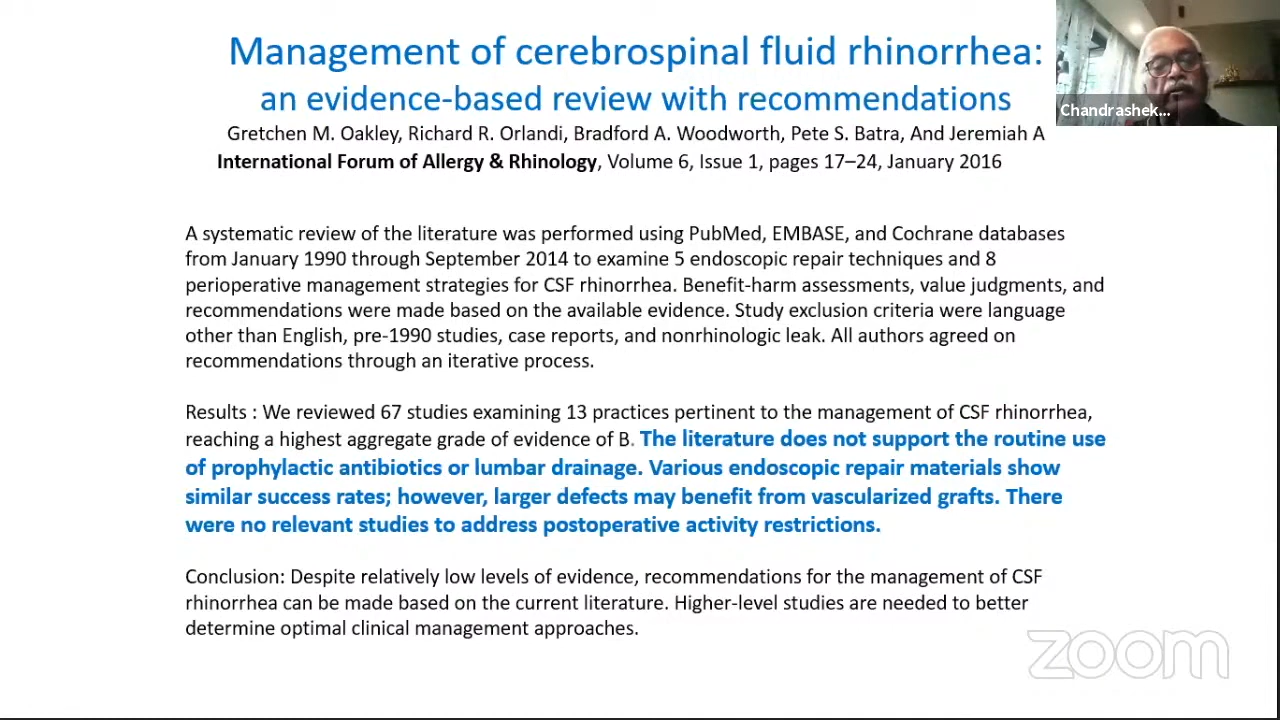 Management of cerebrospinal fluid rhinorrhea:
an evidence-based review with recommendations
Gretchen M. Oakley, Richard R. Orlandi, Bradford A. Woodworth, Pete S. Batra, And Jeremiah A
International Forum of Allergy & Rhinology, Volume 6, Issue 1, pages 17–24, January 2016
Chandrashek...
A systematic review of the literature was performed using PubMed, EMBASE, and Cochrane databases
from January 1990 through September 2014 to examine 5 endoscopic repair techniques and 8
perioperative management strategies for CSF rhinorrhea. Benefit-harm assessments, value judgments, and
recommendations were made based on the available evidence. Study exclusion criteria were language
other than English, pre-1990 studies, case reports, and nonrhinologic leak. All authors agreed on
recommendations through an iterative process.
Results : We reviewed 67 studies examining 13 practices pertinent to the management of CSF rhinorrhea,
reaching a highest aggregate grade of evidence of B. The literature does not support the routine use
of prophylactic antibiotics or lumbar drainage. Various endoscopic repair materials show
similar success rates; however, larger defects may benefit from vascularized grafts. There
were no relevant studies to address postoperative activity restrictions.
Conclusion: Despite relatively low levels of evidence, recommendations for the management of CSF
rhinorrhea can be made based on the current literature. Higher-level studies are needed to better
determine optimal clinical management approaches.
zoom